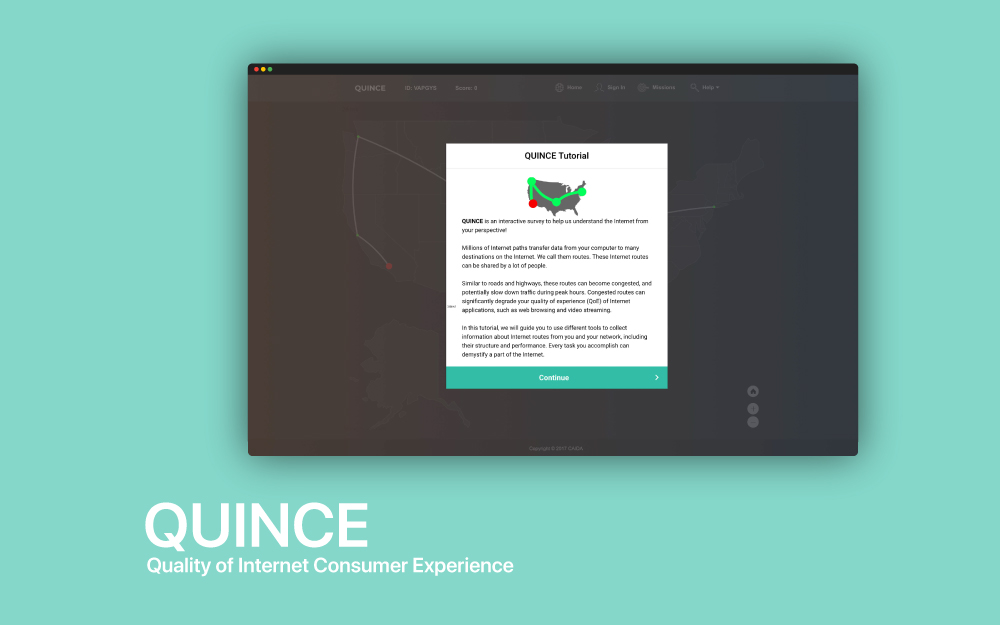 QUINCE
ID: VAPSYS
Score: 0
Home
Sign In
Missions
Help
QUINCE Tutorial
QUINCE is an interactive survey to help us understand the Internet from
your perspective!
Millions of Internet paths transfer data from your computer to many
destinations on the Internet. We call them routes. These Internet routes
can be shared by a lot of people.
Similar to roads and highways, these routes can become congested, and
potentially slow down traffic during peak hours. Congested routes can
significantly degrade your quality of experience (QoE) of Internet
applications, such as web browsing and video streaming.
In this tutorial, we will guide you to use different tools to collect
information about Internet routes from you and your network, including
their structure and performance. Every task you accomplish can
demystify a part of the Internet.
Continue
Copyright © 2017 CAIDA
QUINCE
Quality of Internet Consumer Experience